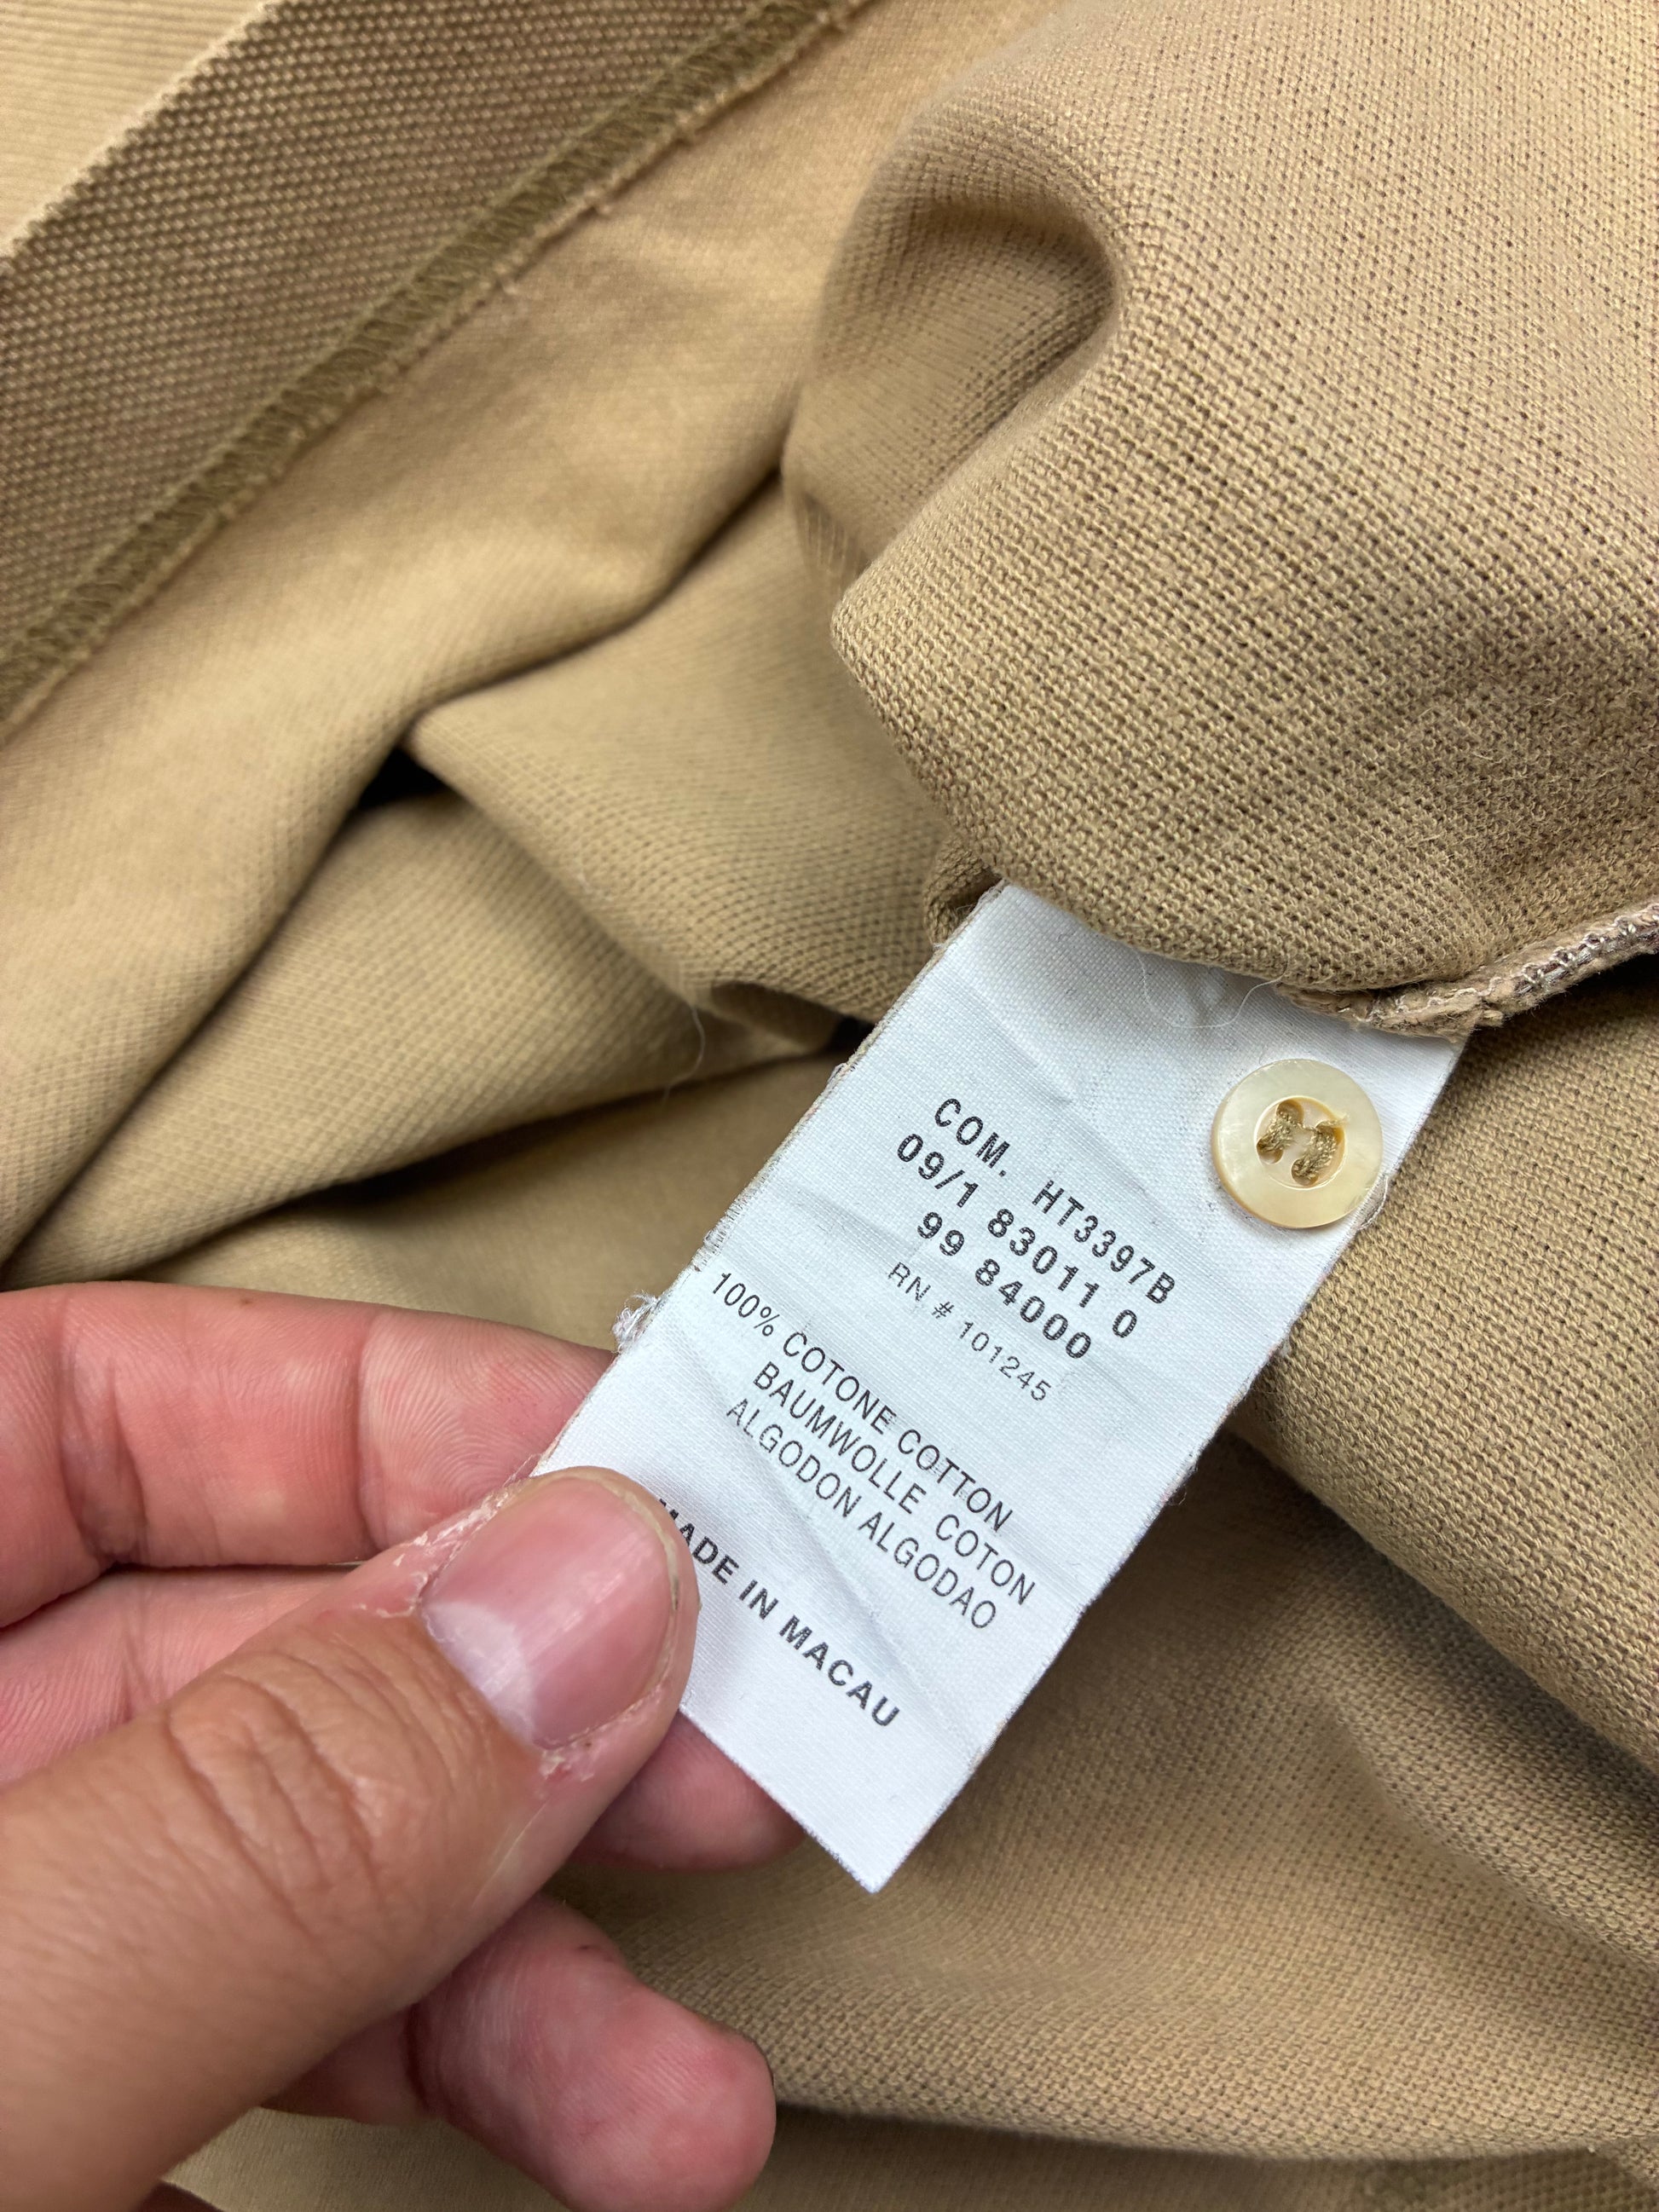 COM. HT3397B
09/1 83011 0
99 84000
RN # 101245
100% COTONE COTTON
BAUMWOLLE COTON
ALGODON ALGODAO
MADE IN MACAU